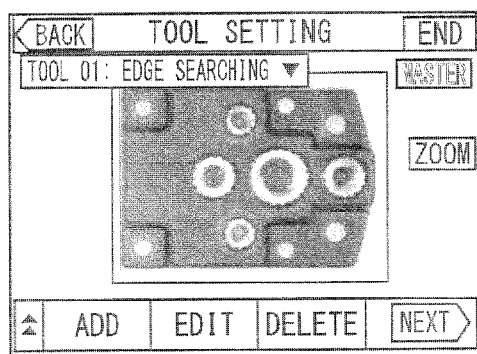 BACK TOOL SETTING END
TOOL 01: EDGE SEARCHING ▼
MASTER
ZOOM
ADD EDIT DELETE NEXT